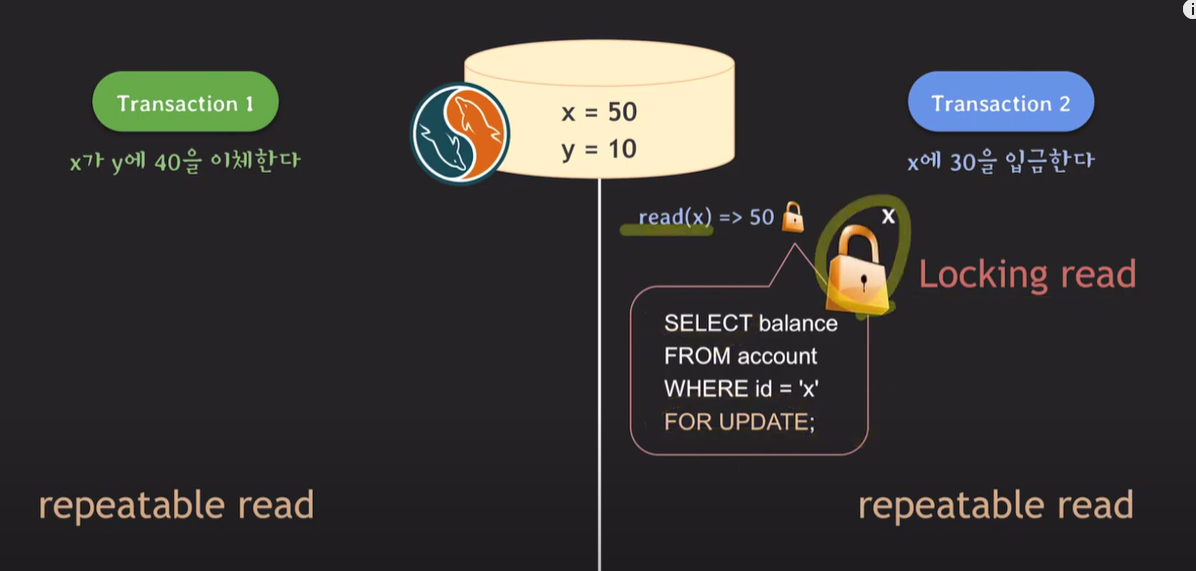 i
Transaction 1
x가 y에 40을 이체한다
x = 50
y = 10
Transaction 2
x에 30을 입금한다
read(x) => 50
x
Locking read
SELECT balance
FROM account
WHERE id = 'x'
FOR UPDATE;
repeatable read
repeatable read